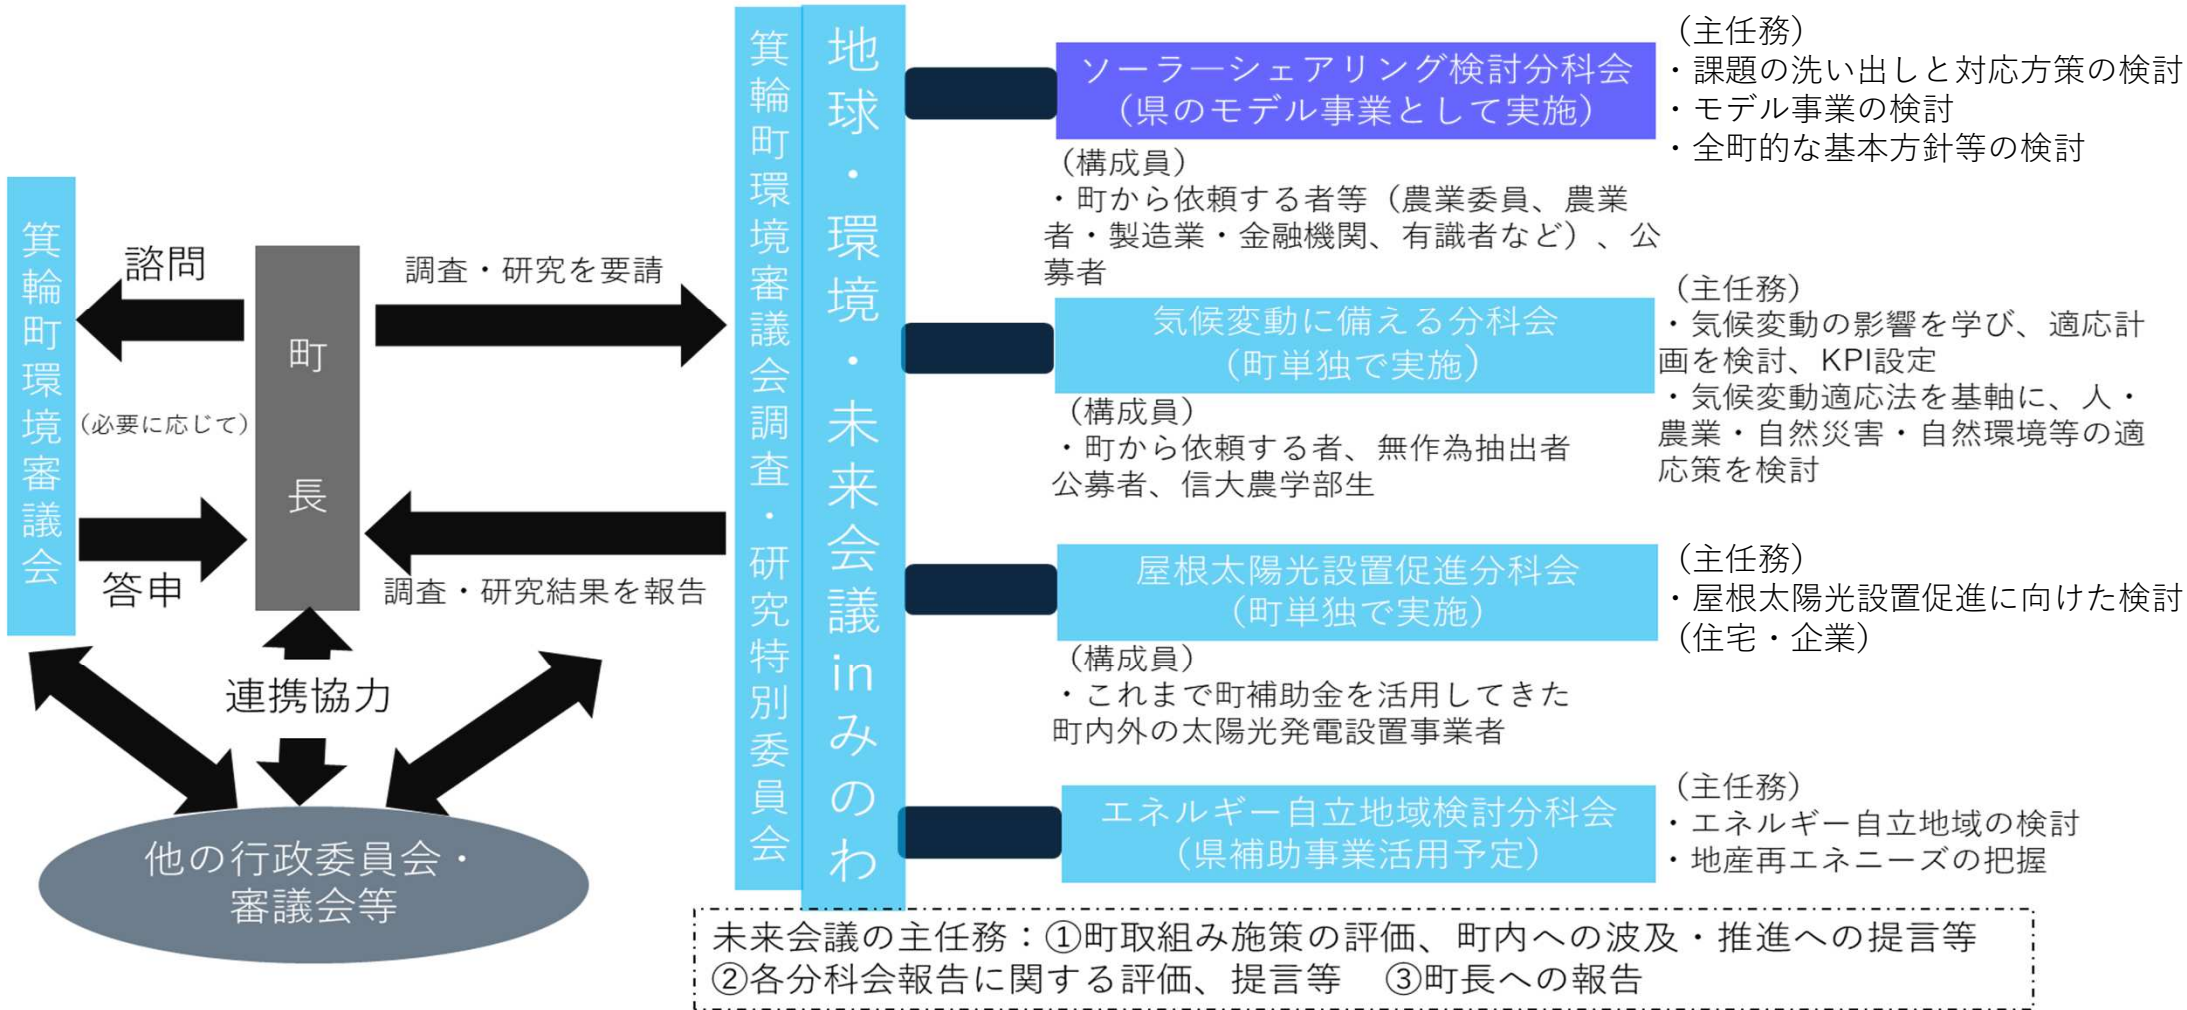 箕輪町環境審議会
諮問
(必要に応じて)
答申
町長
調査・研究を要請
調査・研究結果を報告
連携協力
他の行政委員会・
審議会等
箕輪町環境審議会調査・研究特別委員会
地球・環境・未来会議inみのわ
ソーラーシェアリング検討分科会
(県のモデル事業として実施)
(構成員)
・町から依頼する者等（農業委員、農業
者・製造業・金融機関、有識者など）、公
募者
(主任務)
・課題の洗い出しと対応方策の検討
・モデル事業の検討
・全町的な基本方針等の検討
気候変動に備える分科会
(町単独で実施)
(構成員)
・町から依頼する者、無作為抽出者
公募者、信大農学部生
(主任務)
・気候変動の影響を学び、適応計
画を検討、KPI設定
・気候変動適応法を基軸に、人・
農業・自然災害・自然環境等の適
応策を検討
屋根太陽光設置促進分科会
(町単独で実施)
(構成員)
・これまで町補助金を活用してきた
町内外の太陽光発電設置事業者
(主任務)
・屋根太陽光設置促進に向けた検討
(住宅・企業)
エネルギー自立地域検討分科会
(県補助事業活用予定)
(主任務)
・エネルギー自立地域の検討
・地産再エネニーズの把握
未来会議の主任務：①町取組み施策の評価、町内への波及・推進への提言等
②各分科会報告に関する評価、提言等　③町長への報告